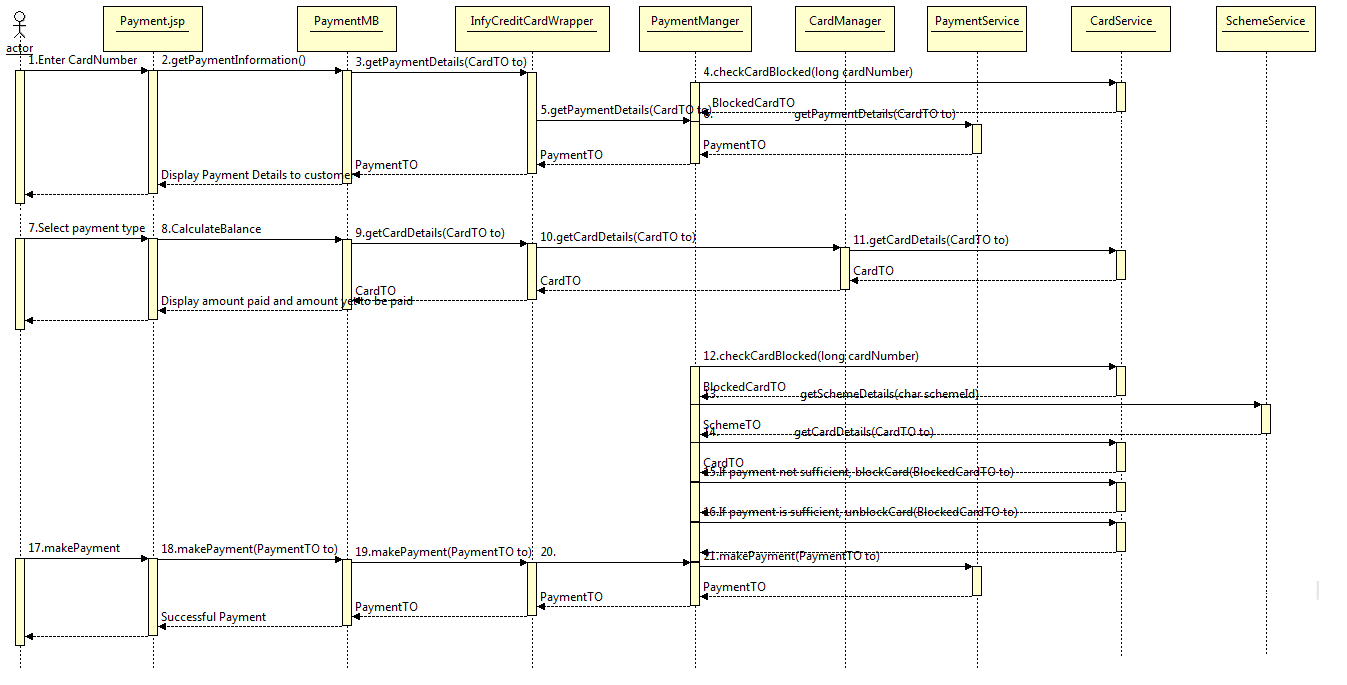 Payment.jsp
PaymentMB
InfyCreditCardWrapper
PaymentManger
CardManager
PaymentService
CardService
SchemeService
actor
1.Enter CardNumber
2.getPaymentInformation()
3.getPaymentDetails(CardTO to)
4.checkCardBlocked(long cardNumber)
BlockedCardTO
5.getPaymentDetails(CardTO to)
6.
getPaymentDetails(CardTO to)
PaymentTO
PaymentTO
PaymentTO
Display Payment Details to customer
7.Select payment type
8.CalculateBalance
9.getCardDetails(CardTO to)
10.getCardDetails(CardTO to)
11.getCardDetails(CardTO to)
CardTO
CardTO
CardTO
Display amount paid and amount yet to be paid
12.checkCardBlocked(long cardNumber)
BlockedCardTO
13.
getSchemeDetails(char schemeId)
SchemeTO
14.
getCardDetails(CardTO to)
CardTO
15.If payment not sufficient, blockCard(BlockedCardTO to)
16.If payment is sufficient, unblockCard(BlockedCardTO to)
17.makePayment
18.makePayment(PaymentTO to)
19.makePayment(PaymentTO to)
20.
21.makePayment(PaymentTO to)
PaymentTO
PaymentTO
PaymentTO
Successful Payment